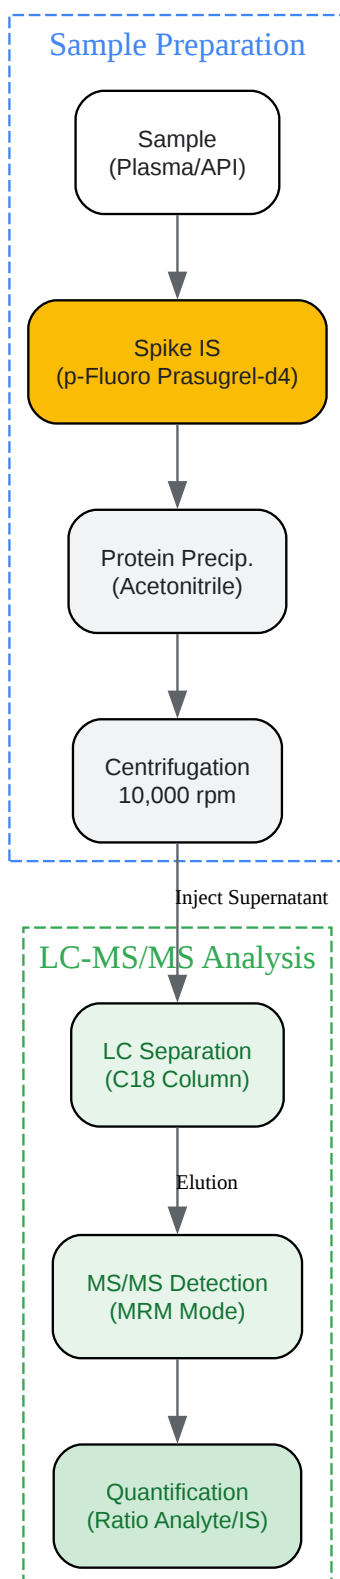 Sample Preparation
Sample
(Plasma/API)
Spike IS
(p-Fluoro Prasugrel-d4)
Protein Precip.
(Acetonitrile)
Centrifugation
10,000 rpm
Inject Supernatant
LC-MS/MS Analysis
LC Separation
(C18 Column)
Elution
MS/MS Detection
(MRM Mode)
Quantification
(Ratio Analyte/IS)